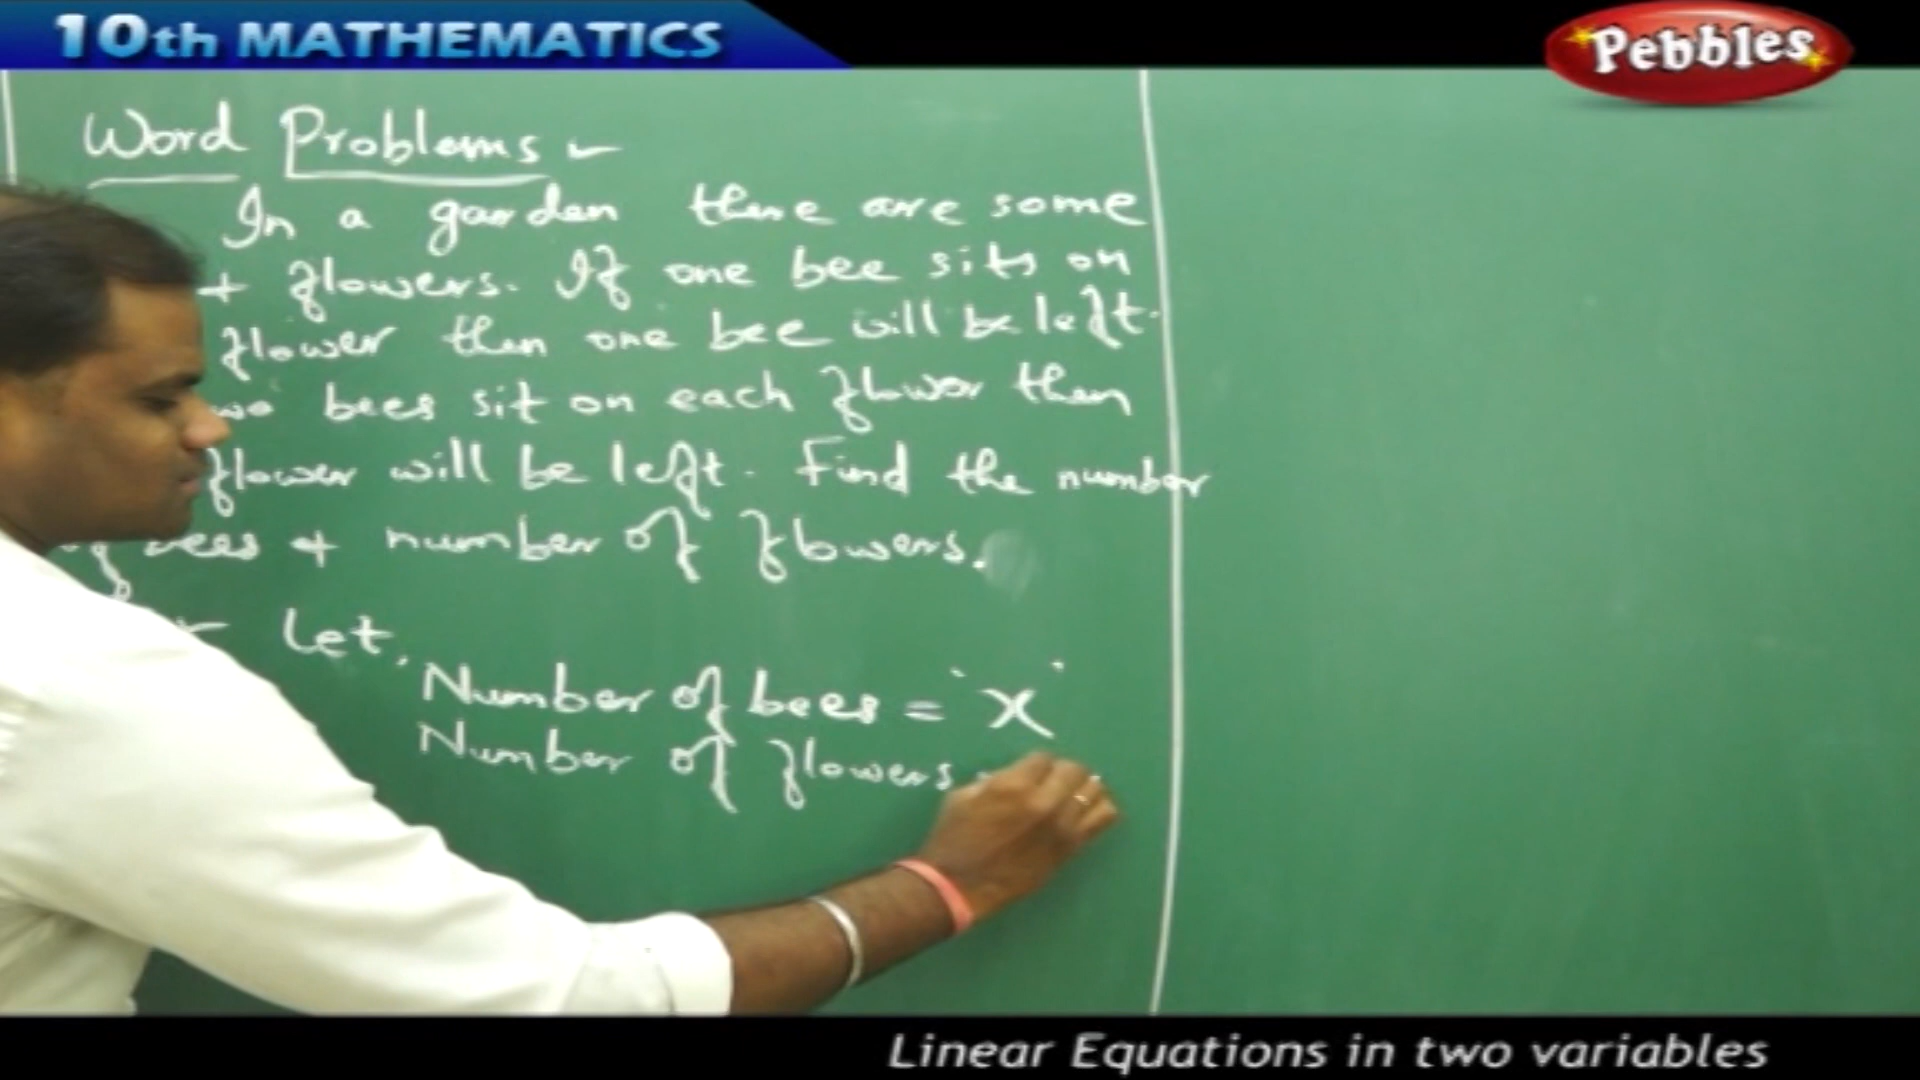 10th MATHEMATICS
Pebbles
Word Problems
In a garden there are some
+ flowers. If one bee sits on
flower then one bee will be left.
bees sit on each flower then
flower will be left. Find the number
of bees + number of flowers.
Let,
Number of bees = 'x'
Number of flowers
Linear Equations in two variables